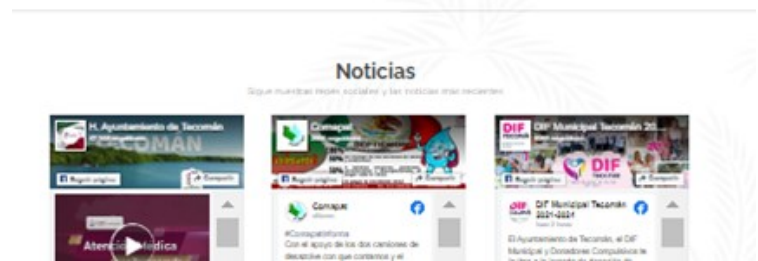 Noticias
Sigue nuestras redes sociales y las noticias más recientes
H. Ayuntamiento de Tecomán
COMÁN
Seguir página
Compartir
Atención Médica
Comapat
Seguir página
Compartir
Comapat
#ComapatInforma
Con el apoyo de los dos camiones de
desazolve con que contamos y el
DIF Municipal Tecomán 20...
DIF
Seguir página
Compartir
DIF Municipal Tecomán
2021-2024
El Ayuntamiento de Tecomán, el DIF
Municipal y Donadores Compulsivos te